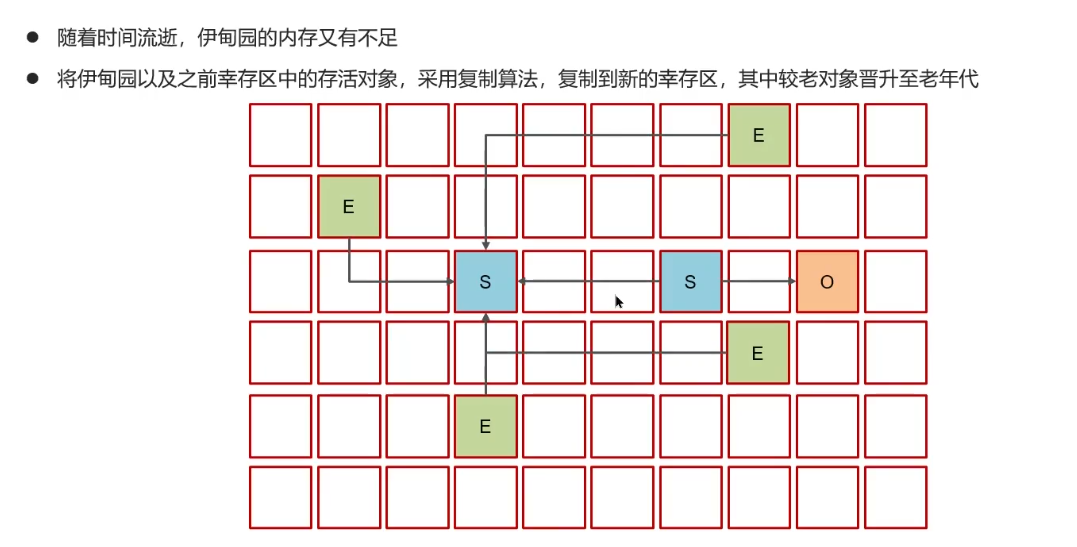 随着时间流逝，伊甸园的内存又有不足
将伊甸园以及之前幸存区中的存活对象，采用复制算法，复制到新的幸存区，其中较老对象晋升至老年代
E
E
S
S
O
E
E